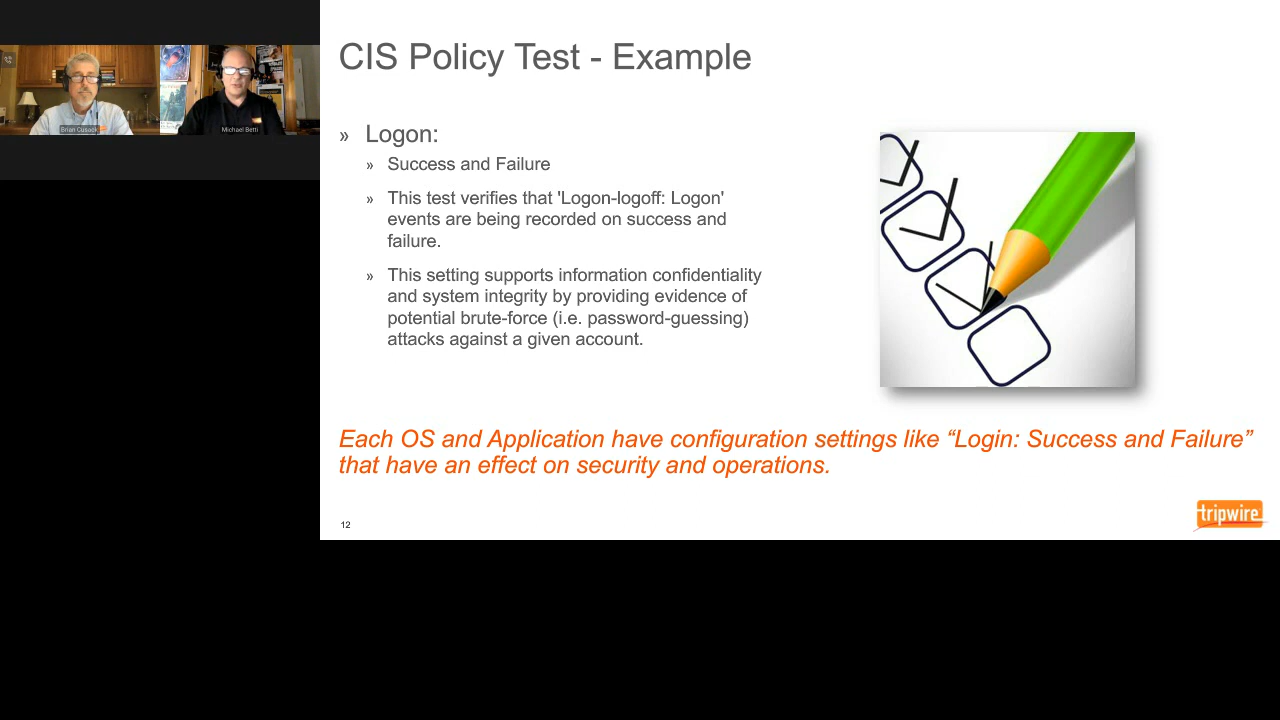 Brian Cusack
Michael Betti
CIS Policy Test - Example
» Logon:
» Success and Failure
» This test verifies that 'Logon-logoff: Logon'
events are being recorded on success and
failure.
» This setting supports information confidentiality
and system integrity by providing evidence of
potential brute-force (i.e. password-guessing)
attacks against a given account.
Each OS and Application have configuration settings like “Login: Success and Failure”
that have an effect on security and operations.
12
tripwire